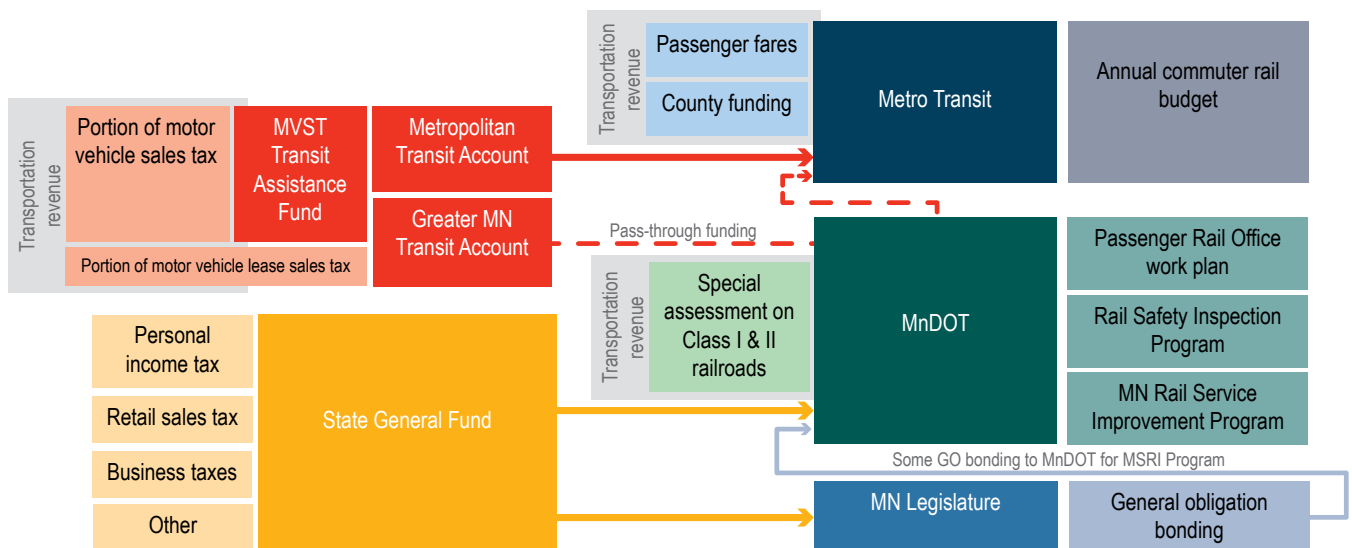 Transportation
revenue
Passenger fares
County funding
Metro Transit
Annual commuter rail
budget
Transportation
revenue
Portion of motor
vehicle sales tax
MVST
Transit
Assistance
Fund
Metropolitan
Transit Account
Greater MN
Transit Account
Portion of motor vehicle lease sales tax
Pass-through funding
Transportation
revenue
Special
assessment on
Class I & II
railroads
MnDOT
Passenger Rail Office
work plan
Rail Safety Inspection
Program
MN Rail Service
Improvement Program
Personal
income tax
Retail sales tax
Business taxes
Other
State General Fund
Some GO bonding to MnDOT for MSRI Program
MN Legislature
General obligation
bonding